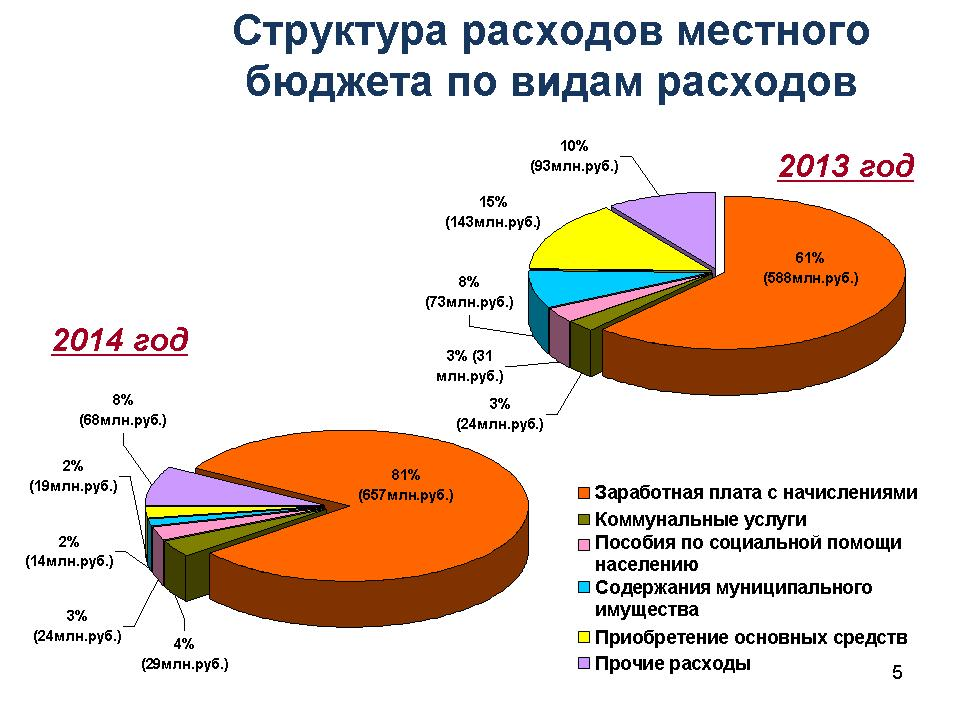 Структура расходов местного
бюджета по видам расходов
2013 год
10%
(93млн.руб.)
15%
(143млн.руб.)
61%
(588млн.руб.)
8%
(73млн.руб.)
3% (31
млн.руб.)
3%
(24млн.руб.)
2014 год
8%
(68млн.руб.)
2%
(19млн.руб.)
81%
(657млн.руб.)
2%
(14млн.руб.)
3%
(24млн.руб.)
4%
(29млн.руб.)
Заработная плата с начислениями
Коммунальные услуги
Пособия по социальной помощи
населению
Содержания муниципального
имущества
Приобретение основных средств
Прочие расходы
5